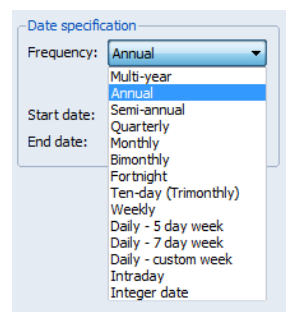 Date specification
Frequency: Annual
Multi-year
Annual
Start date: Semi-annual
Quarterly
End date: Monthly
Bimonthly
Fortnight
Ten-day (Trimonthly)
Weekly
Daily - 5 day week
Daily - 7 day week
Daily - custom week
Intraday
Integer date